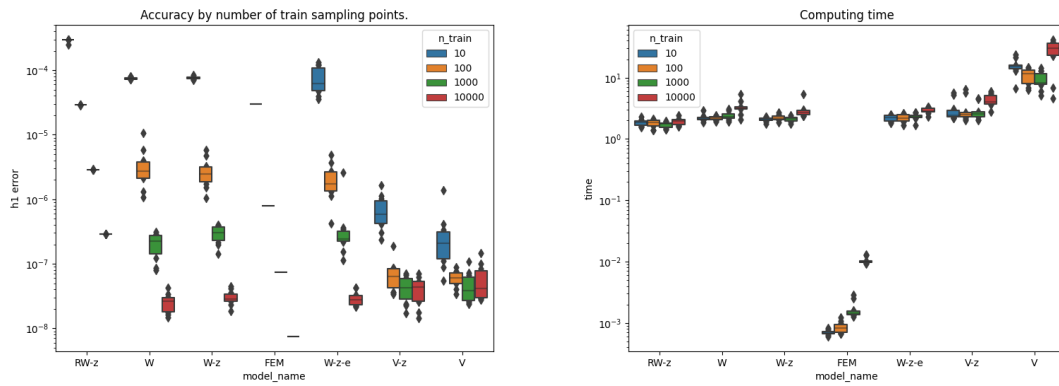 Accuracy by number of train sampling points.
n_train
10
100
1000
10000
h1 error
10⁻⁴
10⁻⁵
10⁻⁶
10⁻⁷
10⁻⁸
RW-z W W-z FEM W-z-e V-z V
model_name
Computing time
n_train
10
100
1000
10000
time
10¹
10⁰
10⁻¹
10⁻²
10⁻³
RW-z W W-z FEM W-z-e V-z V
model_name